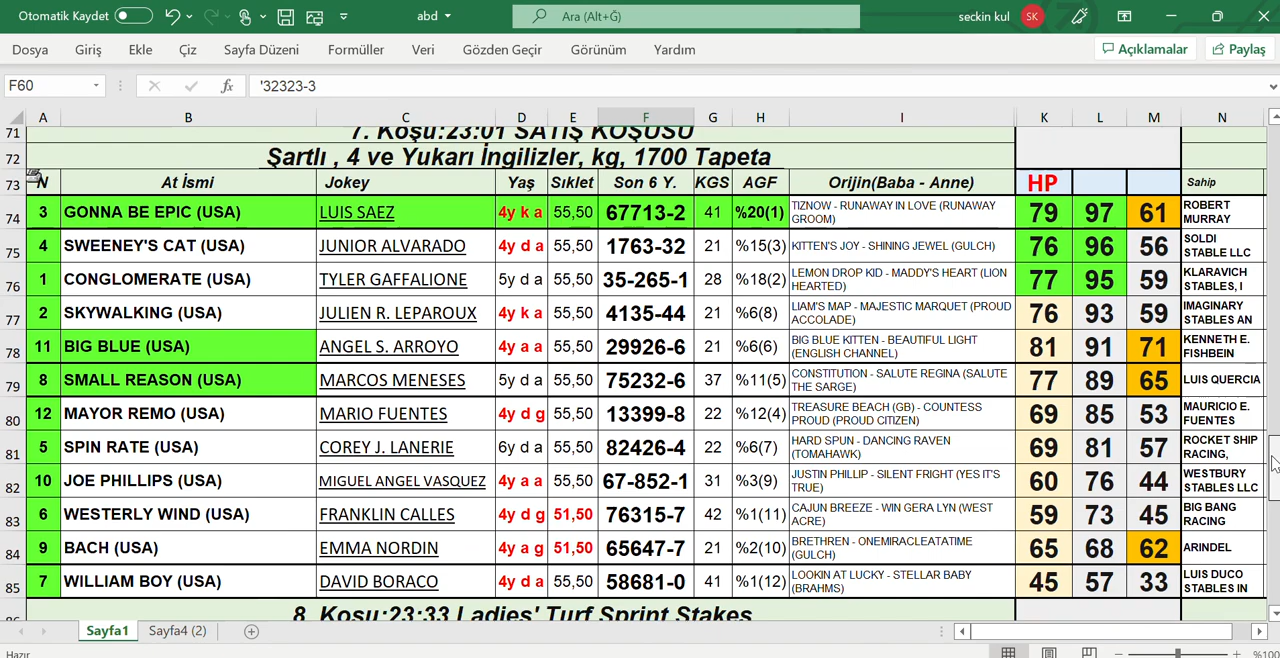 Otomatik Kaydet
abd
Ara (Alt+Ğ)
seckin kul
SK
Dosya Giriş Ekle Çiz Sayfa Düzeni Formüller Veri Gözden Geçir Görünüm Yardım
Açıklamalar
Paylaş
F60
fx
'32323-3
A B C D E F G H I K L M N
71 7. Koşu:23:01 SATIŞ KOŞUSU
72 Şartlı , 4 ve Yukarı İngilizler, kg, 1700 Tapeta
73 N At İsmi Jokey Yaş Sıklet Son 6 Y. KGS AGF Orijin(Baba - Anne) HP Sahip
74 3 GONNA BE EPIC (USA) LUIS SAEZ 4y k a 55,50 67713-2 41 %20(1) TIZNOW - RUNAWAY IN LOVE (RUNAWAY GROOM) 79 97 61 ROBERT MURRAY
75 4 SWEENEY'S CAT (USA) JUNIOR ALVARADO 4y d a 55,50 1763-32 21 %15(3) KITTEN'S JOY - SHINING JEWEL (GULCH) 76 96 56 SOLDI STABLE LLC
76 1 CONGLOMERATE (USA) TYLER GAFFALIONE 5y d a 55,50 35-265-1 28 %18(2) LEMON DROP KID - MADDY'S HEART (LION HEARTED) 77 95 59 KLARAVICH STABLES, I
77 2 SKYWALKING (USA) JULIEN R. LEPAROUX 4y k a 55,50 4135-44 21 %6(8) LIAM'S MAP - MAJESTIC MARQUET (PROUD ACCOLADE) 76 93 59 IMAGINARY STABLES AN
78 11 BIG BLUE (USA) ANGEL S. ARROYO 4y a a 55,50 29926-6 21 %6(6) BIG BLUE KITTEN - BEAUTIFUL LIGHT (ENGLISH CHANNEL) 81 91 71 KENNETH E. FISHBEIN
79 8 SMALL REASON (USA) MARCOS MENESES 5y d a 55,50 75232-6 37 %11(5) CONSTITUTION - SALUTE REGINA (SALUTE THE SARGE) 77 89 65 LUIS QUERCIA
80 12 MAYOR REMO (USA) MARIO FUENTES 4y d g 55,50 13399-8 22 %12(4) TREASURE BEACH (GB) - COUNTESS PROUD (PROUD CITIZEN) 69 85 53 MAURICIO E. FUENTES
81 5 SPIN RATE (USA) COREY J. LANERIE 6y d a 55,50 82426-4 22 %6(7) HARD SPUN - DANCING RAVEN (TOMAHAWK) 69 81 57 ROCKET SHIP RACING,
82 10 JOE PHILLIPS (USA) MIGUEL ANGEL VASQUEZ 4y a a 55,50 67-852-1 31 %3(9) JUSTIN PHILLIP - SILENT FRIGHT (YES IT'S TRUE) 60 76 44 WESTBURY STABLES LLC
83 6 WESTERLY WIND (USA) FRANKLIN CALLES 4y d g 51,50 76315-7 42 %1(11) CAJUN BREEZE - WIN GERA LYN (WEST ACRE) 59 73 45 BIG BANG RACING
84 9 BACH (USA) EMMA NORDIN 4y a g 51,50 65647-7 21 %2(10) BRETHREN - ONEMIRACLEATATIME (GULCH) 65 68 62 ARINDEL
85 7 WILLIAM BOY (USA) DAVID BORACO 4y d a 55,50 58681-0 41 %1(12) LOOKIN AT LUCKY - STELLAR BABY (BRAHMS) 45 57 33 LUIS DUCO STABLES IN
8. Koşu:23:33 Ladies' Turf Sprint Stakes
Sayfa1 Sayfa4 (2)
Hazır
%100